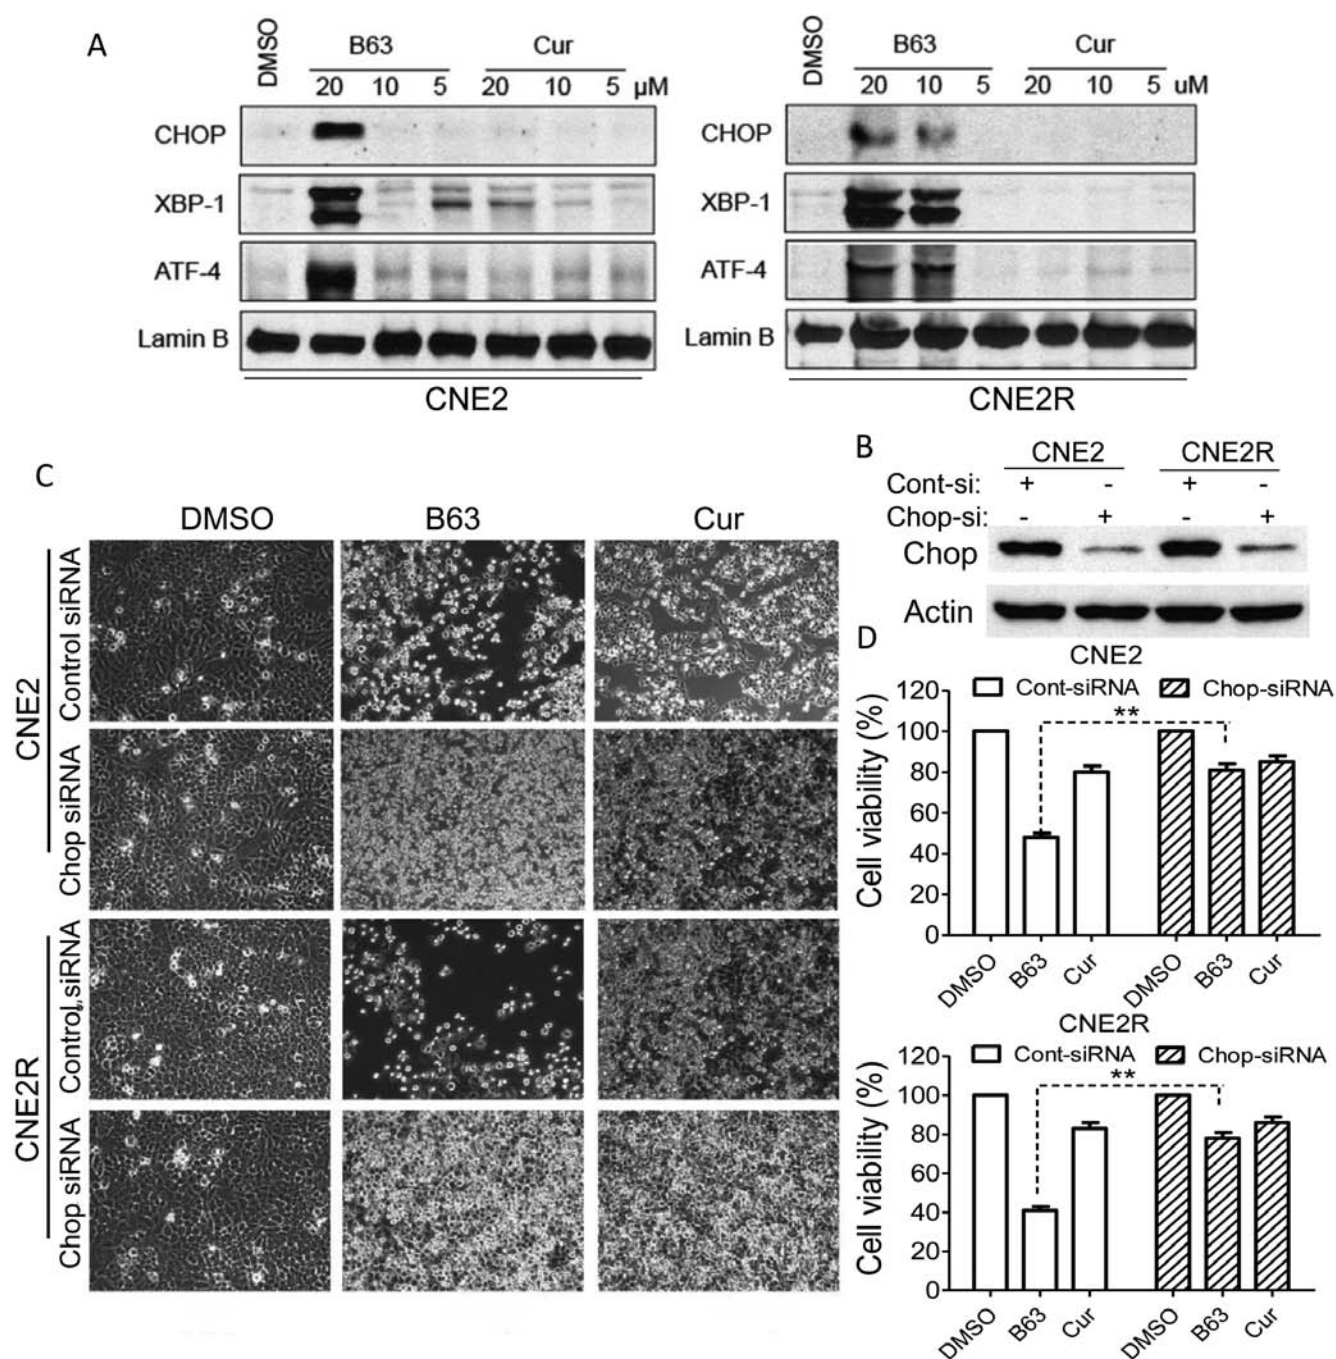 A
DMSO
B63
Cur
20 10 5 20 10 5 µM
CHOP
XBP-1
ATF-4
Lamin B
CNE2
DMSO
B63
Cur
20 10 5 20 10 5 uM
CHOP
XBP-1
ATF-4
Lamin B
CNE2R
B
CNE2 CNE2R
Cont-si: + - + -
Chop-si: - + - +
Chop
Actin
C
DMSO B63 Cur
CNE2
Control siRNA
Chop siRNA
CNE2R
Control siRNA
Chop siRNA
D
CNE2
Cont-siRNA Chop-siRNA
**
Cell viability (%)
120
100
80
60
40
20
0
DMSO B63 Cur DMSO B63 Cur
CNE2R
Cont-siRNA Chop-siRNA
**
Cell viability (%)
120
100
80
60
40
20
0
DMSO B63 Cur DMSO B63 Cur